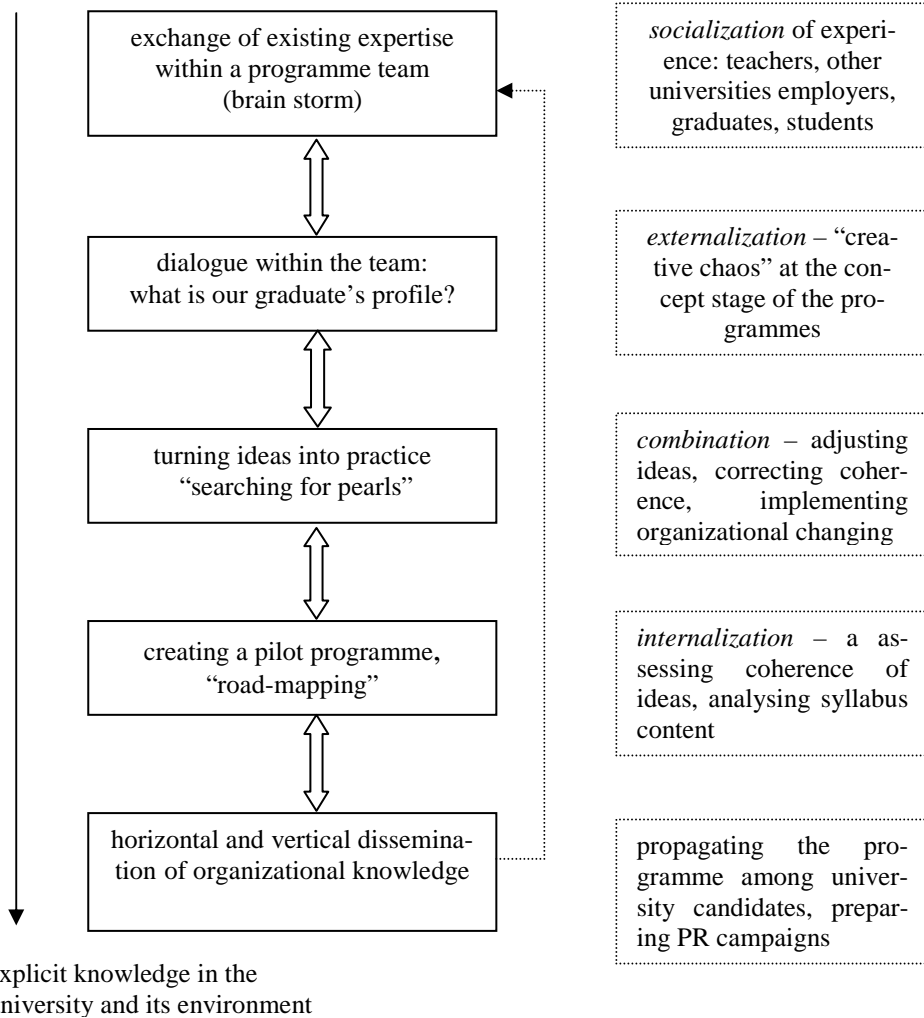 exchange of existing expertise
within a programme team
(brain storm)
socialization of experi-
ence: teachers, other
universities employers,
graduates, students
dialogue within the team:
what is our graduate’s profile?
externalization – “crea-
tive chaos” at the con-
cept stage of the pro-
grammes
turning ideas into practice
“searching for pearls”
combination – adjusting
ideas, correcting coher-
ence, implementing
organizational changing
creating a pilot programme,
“road-mapping”
internalization – a as-
sessing coherence of
ideas, analysing syllabus
content
horizontal and vertical dissemina-
tion of organizational knowledge
propagating the pro-
gramme among univer-
sity candidates, prepar-
ing PR campaigns
xplicit knowledge in the
niversity and its environment